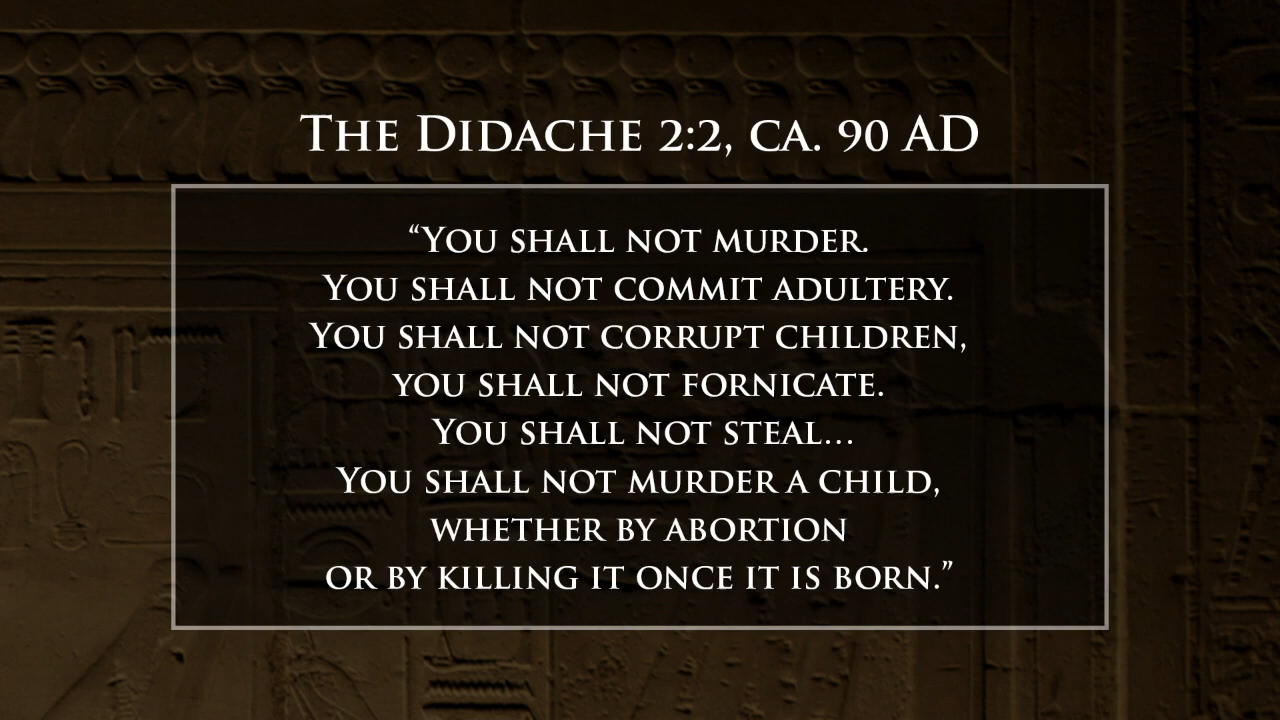 The Didache 2:2, ca. 90 AD
“You shall not murder.
You shall not commit adultery.
You shall not corrupt children,
you shall not fornicate.
You shall not steal…
You shall not murder a child,
whether by abortion
or by killing it once it is born.”